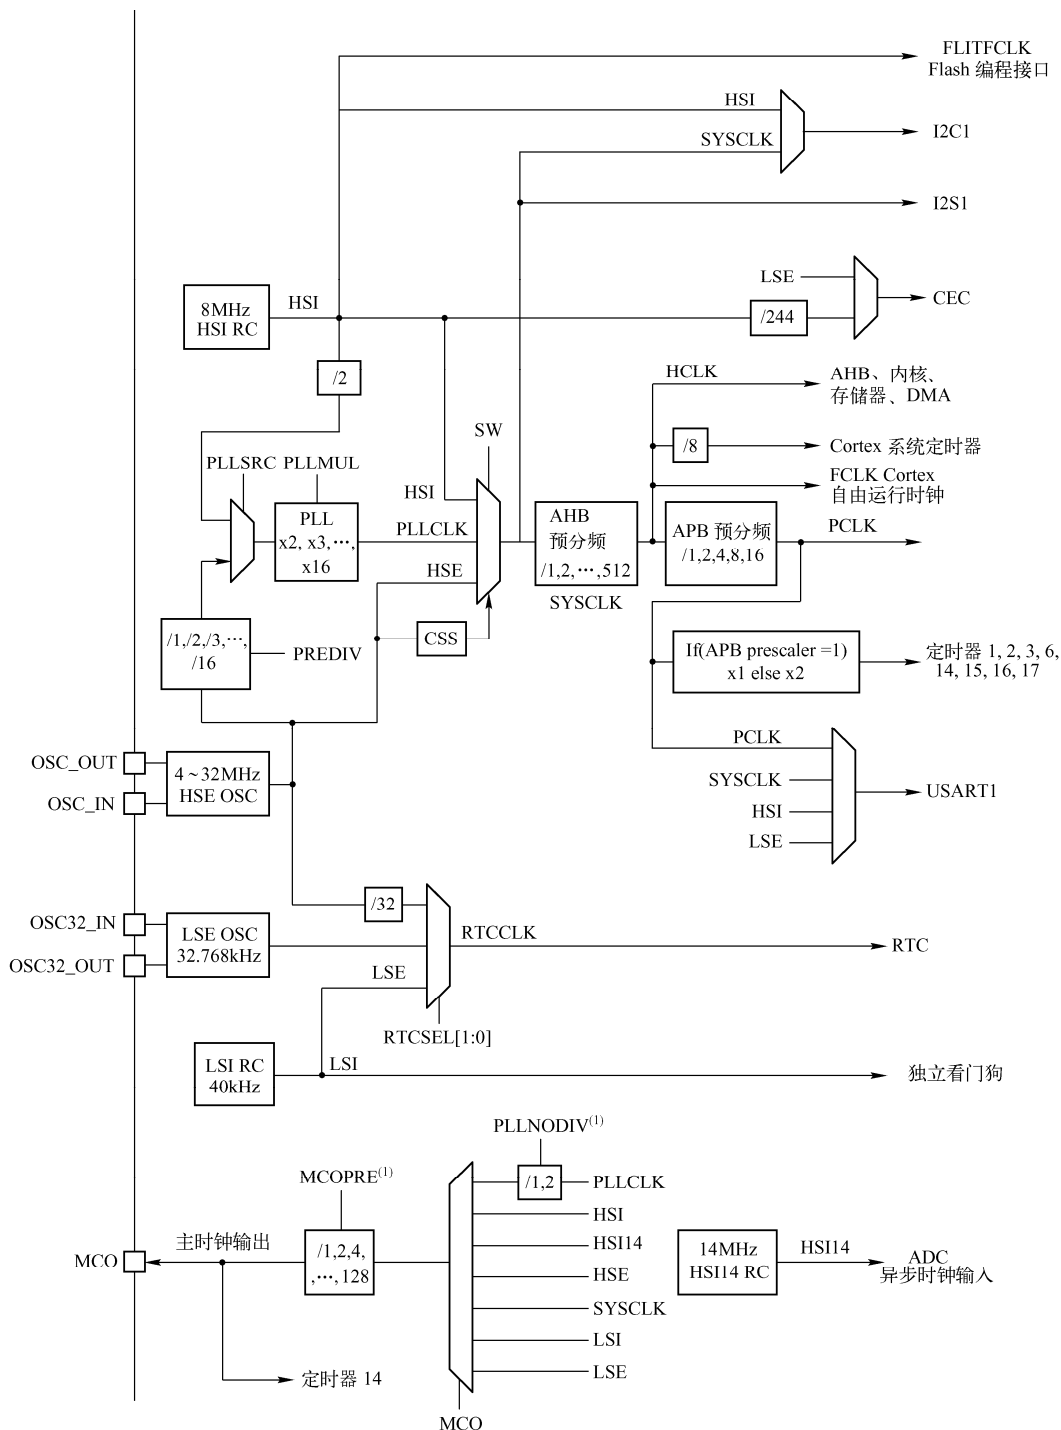 FLITFCLK
Flash 编程接口
HSI
I2C1
SYSCLK
I2S1
LSE
CEC
8MHz
HSI RC
HSI
/244
/2
HCLK
AHB、内核、
存储器、DMA
SW
/8
Cortex 系统定时器
PLLSRC
PLLMUL
FCLK Cortex
自由运行时钟
HSI
PLL
x2, x3,…,
x16
PLLCLK
AHB
预分频
/1,2,…,512
SYSCLK
APB 预分频
/1,2,4,8,16
PCLK
HSE
CSS
/1,/2,/3,…,
/16
PREDIV
If(APB prescaler =1)
x1 else x2
定时器 1, 2, 3, 6,
14, 15, 16, 17
OSC_OUT
OSC_IN
4~32MHz
HSE OSC
PCLK
SYSCLK
HSI
LSE
USART1
/32
OSC32_IN
OSC32_OUT
LSE OSC
32.768kHz
RTCCLK
RTC
LSE
RTCSEL[1:0]
LSI RC
40kHz
LSI
独立看门狗
PLLNODIV(1)
/1,2
PLLCLK
MCOPRE(1)
HSI
HSI14
HSE
SYSCLK
LSI
LSE
MCO
主时钟输出
/1,2,4,
,…,128
14MHz
HSI14 RC
HSI14
ADC
异步时钟输入
定时器 14
MCO